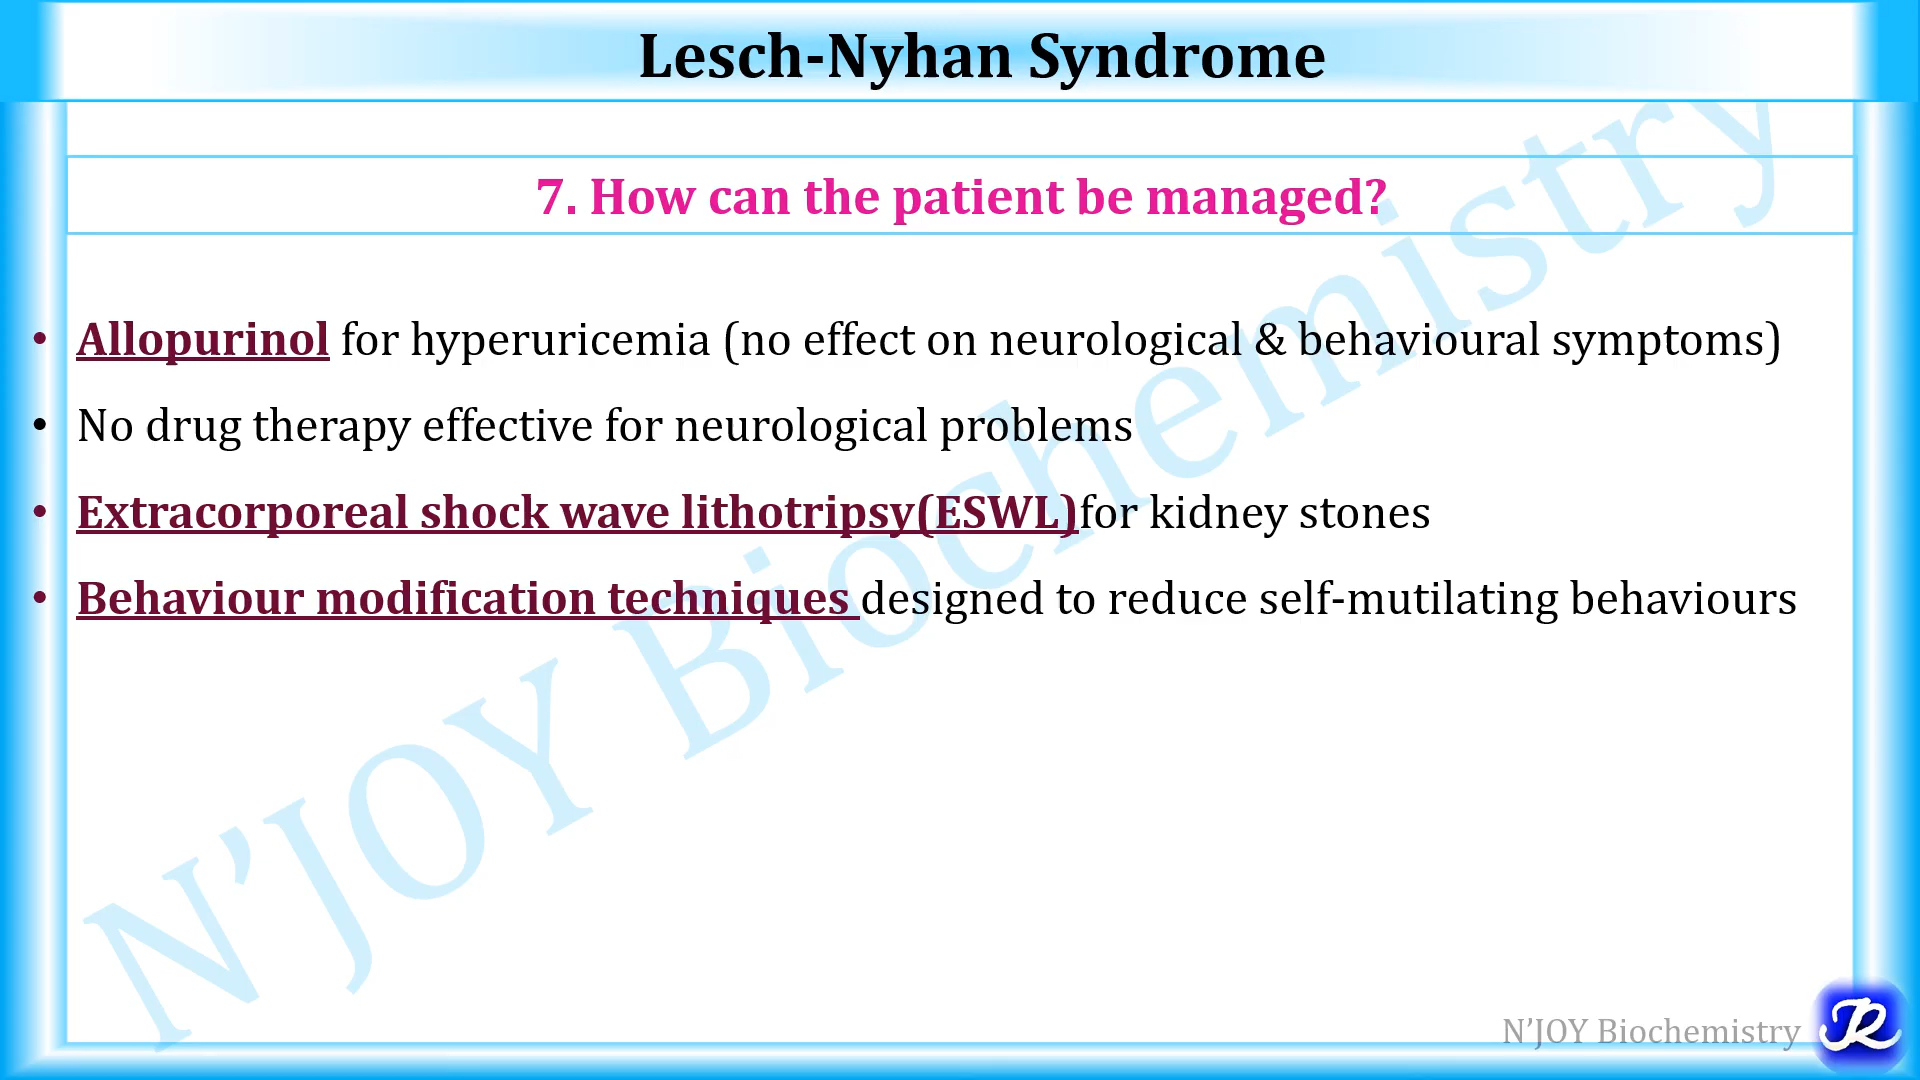 Lesch-Nyhan Syndrome
7. How can the patient be managed?
• Allopurinol for hyperuricemia (no effect on neurological & behavioural symptoms)
• No drug therapy effective for neurological problems
• Extracorporeal shock wave lithotripsy(ESWL)for kidney stones
• Behaviour modification techniques designed to reduce self-mutilating behaviours
N’JOY Biochemistry
N’JOY Biochemistry
JR